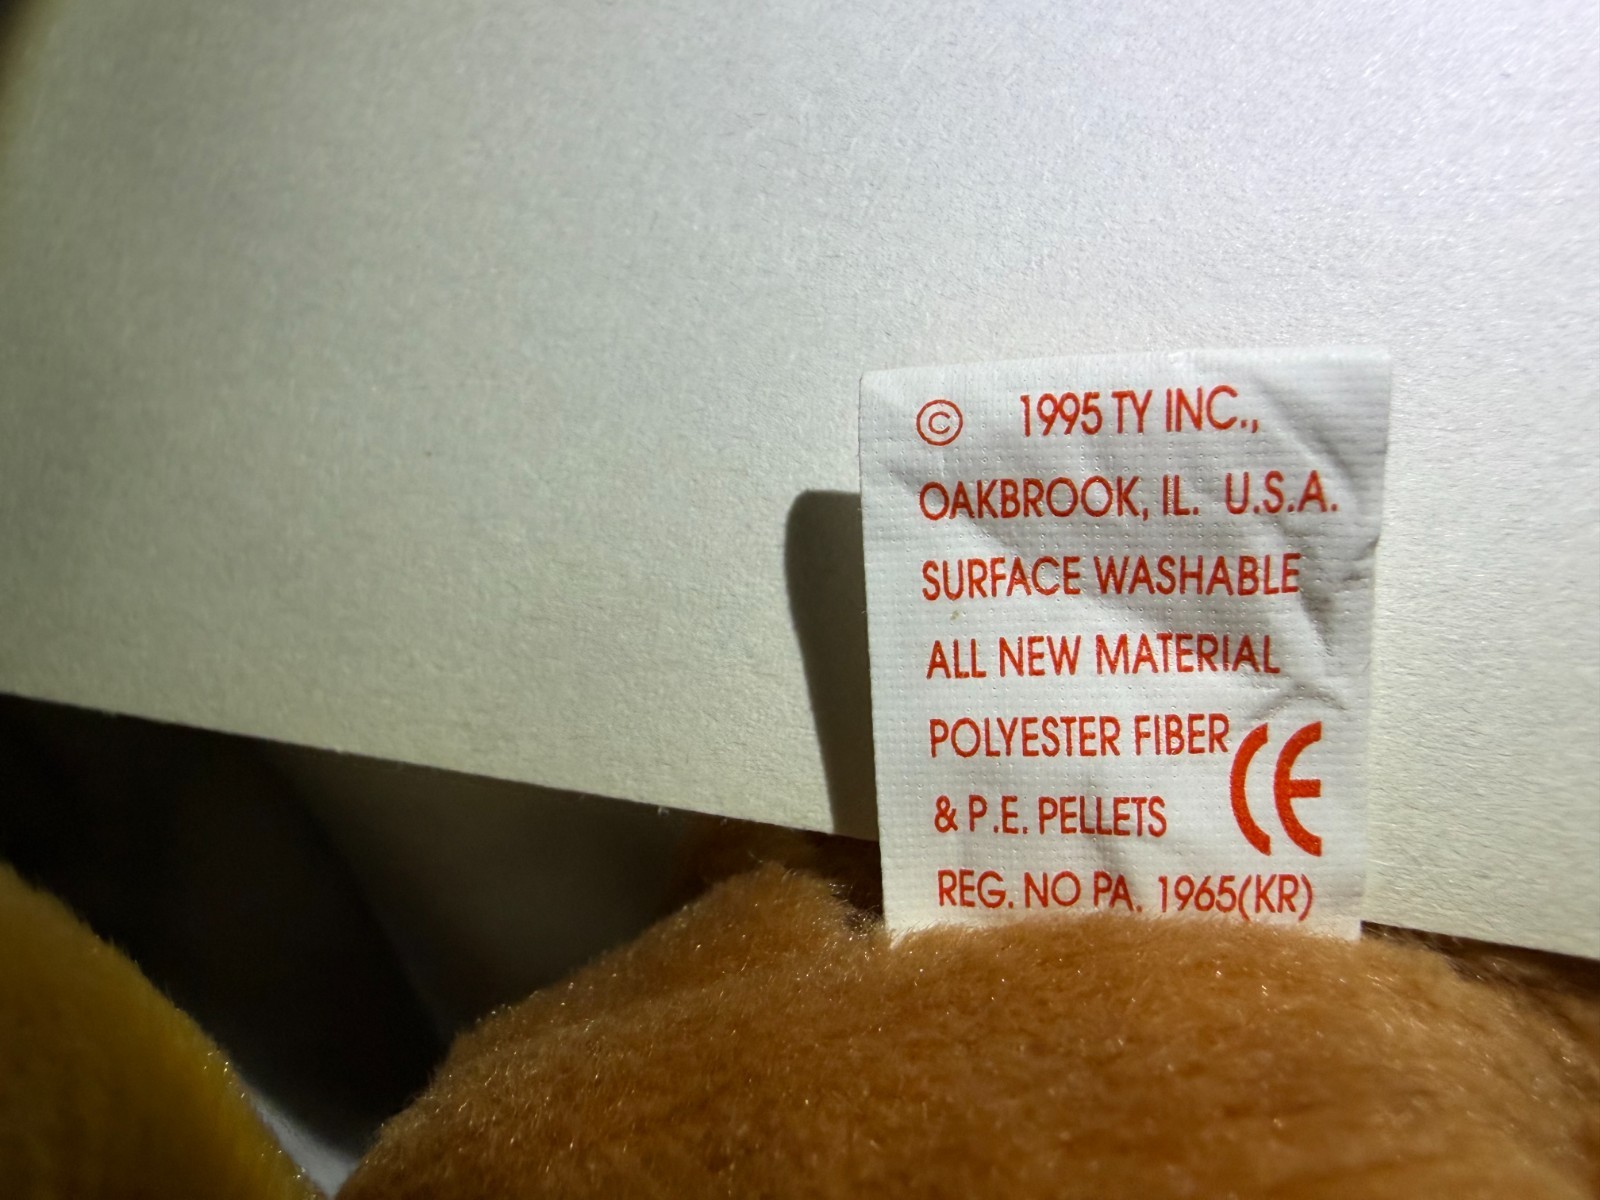 © 1995 TY INC.,
OAKBROOK, IL. U.S.A.
SURFACE WASHABLE
ALL NEW MATERIAL
POLYESTER FIBER
& P.E. PELLETS CE
REG. NO PA. 1965(KR)